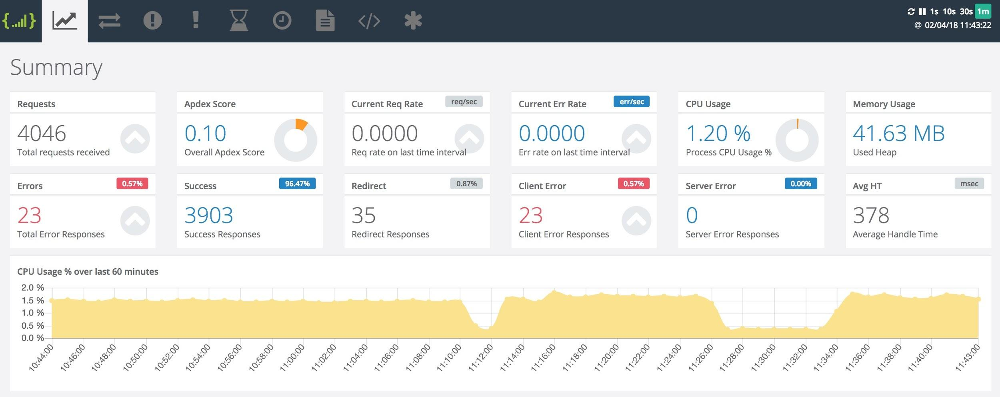 1s 10s 30s 1m
@ 02/04/18 11:43:22
Summary
Requests
4046
Total requests received
Apdex Score
0.10
Overall Apdex Score
Current Req Rate req/sec
0.0000
Req rate on last time interval
Current Err Rate err/sec
0.0000
Err rate on last time interval
CPU Usage
1.20 %
Process CPU Usage %
Memory Usage
41.63 MB
Used Heap
Errors 0.57%
23
Total Error Responses
Success 96.47%
3903
Success Responses
Redirect 0.87%
35
Redirect Responses
Client Error 0.57%
23
Client Error Responses
Server Error 0.00%
0
Server Error Responses
Avg HT msec
378
Average Handle Time
CPU Usage % over last 60 minutes
2.0 %
1.5 %
1.0 %
0.5 %
0.0 %
10:44:00
10:46:00
10:48:00
10:50:00
10:52:00
10:54:00
10:56:00
10:58:00
11:00:00
11:02:00
11:04:00
11:06:00
11:08:00
11:10:00
11:12:00
11:14:00
11:16:00
11:18:00
11:20:00
11:22:00
11:24:00
11:26:00
11:28:00
11:30:00
11:32:00
11:34:00
11:36:00
11:38:00
11:40:00
11:43:00